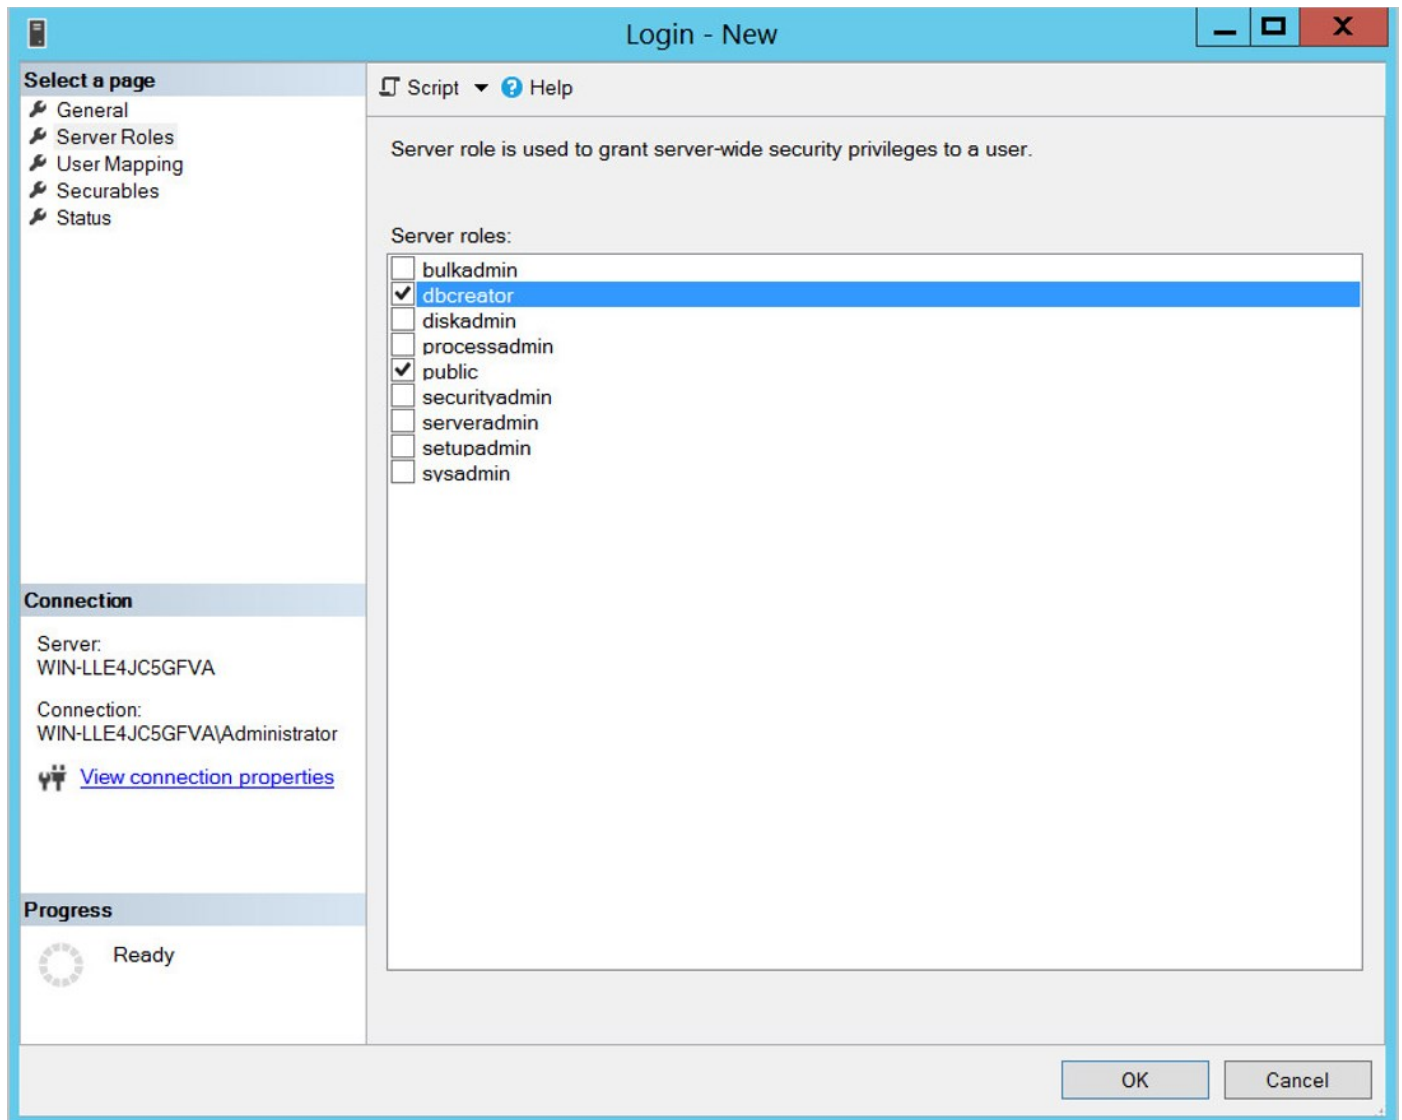 Login - New
Select a page
General
Server Roles
User Mapping
Securables
Status
Script
Help
Server role is used to grant server-wide security privileges to a user.
Server roles:
bulkadmin
dbcreator
diskadmin
processadmin
public
securityadmin
serveradmin
setupadmin
sysadmin
Connection
Server:
WIN-LLE4JC5GFVA
Connection:
WIN-LLE4JC5GFVA\Administrator
View connection properties
Progress
Ready
OK
Cancel